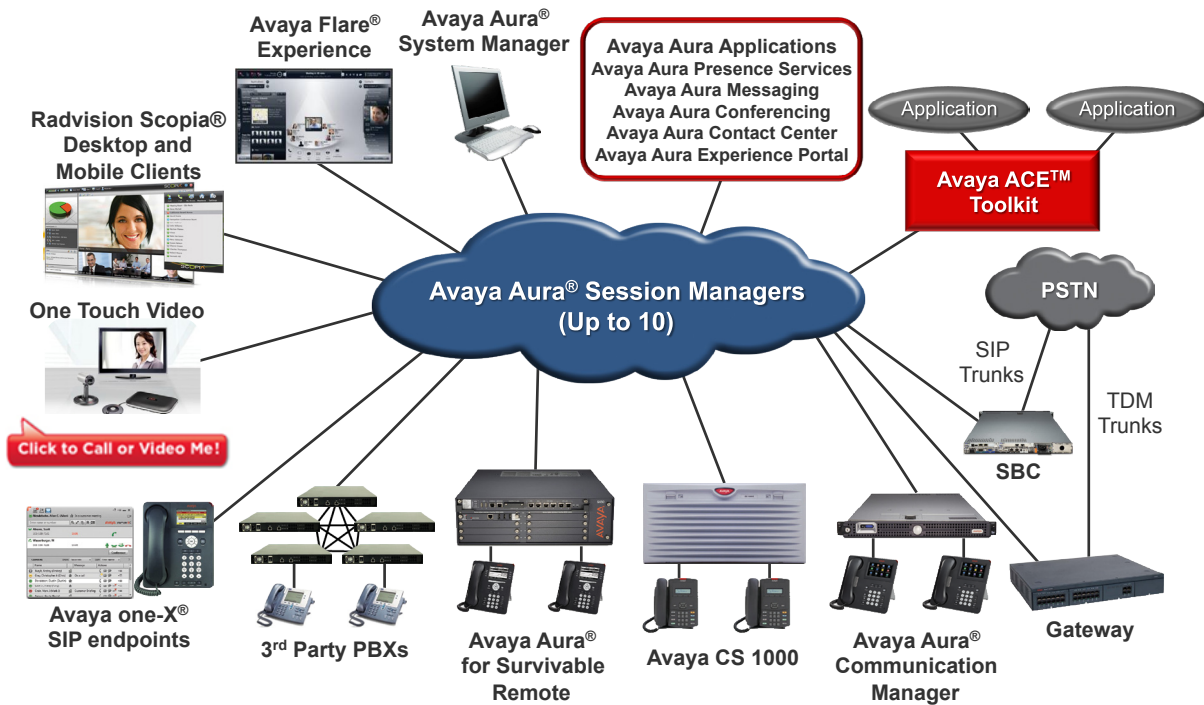 Avaya Flare®
Experience
Avaya Aura®
System Manager
Avaya Aura Applications
Avaya Aura Presence Services
Avaya Aura Messaging
Avaya Aura Conferencing
Avaya Aura Contact Center
Avaya Aura Experience Portal
Application
Application
Avaya ACE™
Toolkit
Radvision Scopia®
Desktop and
Mobile Clients
SCOPIA
Avaya Aura® Session Managers
(Up to 10)
PSTN
One Touch Video
SIP
Trunks
TDM
Trunks
Click to Call or Video Me!
SBC
AVAYA
Avaya one-X®
SIP endpoints
3rd Party PBXs
Avaya Aura®
for Survivable
Remote
Avaya CS 1000
Avaya Aura®
Communication
Manager
Gateway